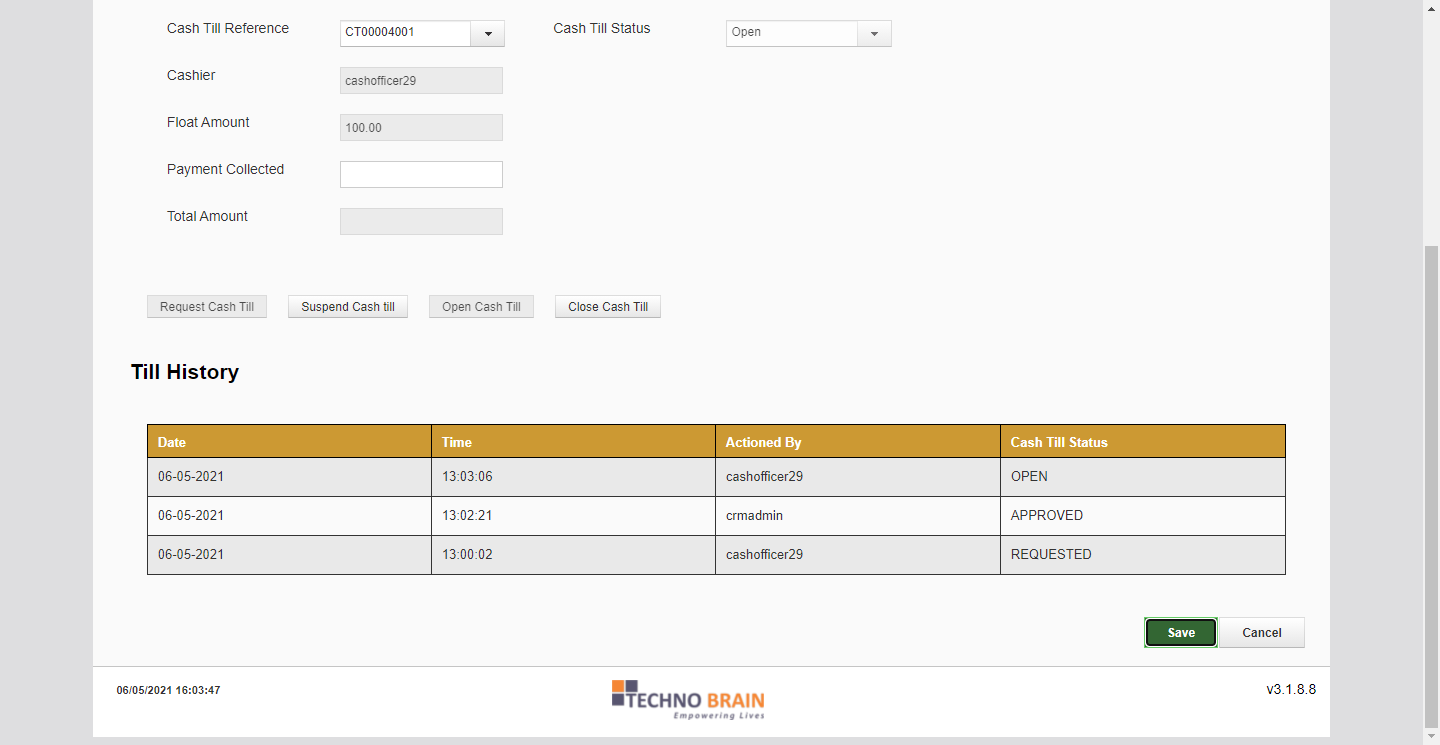 Cash Till Reference CT00004001 Cash Till Status Open
Cashier cashofficer29
Float Amount 100.00
Payment Collected
Total Amount
Request Cash Till Suspend Cash till Open Cash Till Close Cash Till
Till History
Date Time Actioned By Cash Till Status
06-05-2021 13:03:06 cashofficer29 OPEN
06-05-2021 13:02:21 crmadmin APPROVED
06-05-2021 13:00:02 cashofficer29 REQUESTED
Save Cancel
06/05/2021 16:03:47 TECHNO BRAIN v3.1.8.8
Empowering Lives